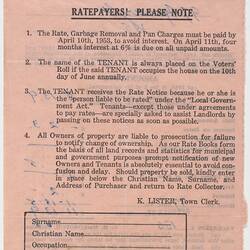 RATEPAYERS! PLEASE NOTE
1. The Rate, Garbage Removal and Pan Charges must be paid
by April 10th, 1953, to avoid interest. On April 11th, four
months interest at 6% is due on all unpaid amounts.
2. The name of the TENANT is always placed on the Voters'
Roll if the said TENANT occupies the house on the 10th
day of June annually.
3. The TENANT receives the Rate Notice because he or she
is the "person liable to be rated" under the "Local Govern-
ment Act." Tenants—except those under agreements to
to pay rates—are specially asked to assist Landlords by
passing on these notices as soon as possible.
4. All Owners of property are liable to prosecution for failure
to notify change of ownership. As our Rate Books form
the basis of all records and statistics for municipal
and government purposes prompt notification of new
Owners and Tenants is absolutely essential to avoid con-
fusion and delay. Should property be sold, kindly enter
in space below the Christian Name, Surname, and
Address of Purchaser and return to Rate Collector.
K. LISTER, Town Clerk.
Surname
Christian Name
Occupation